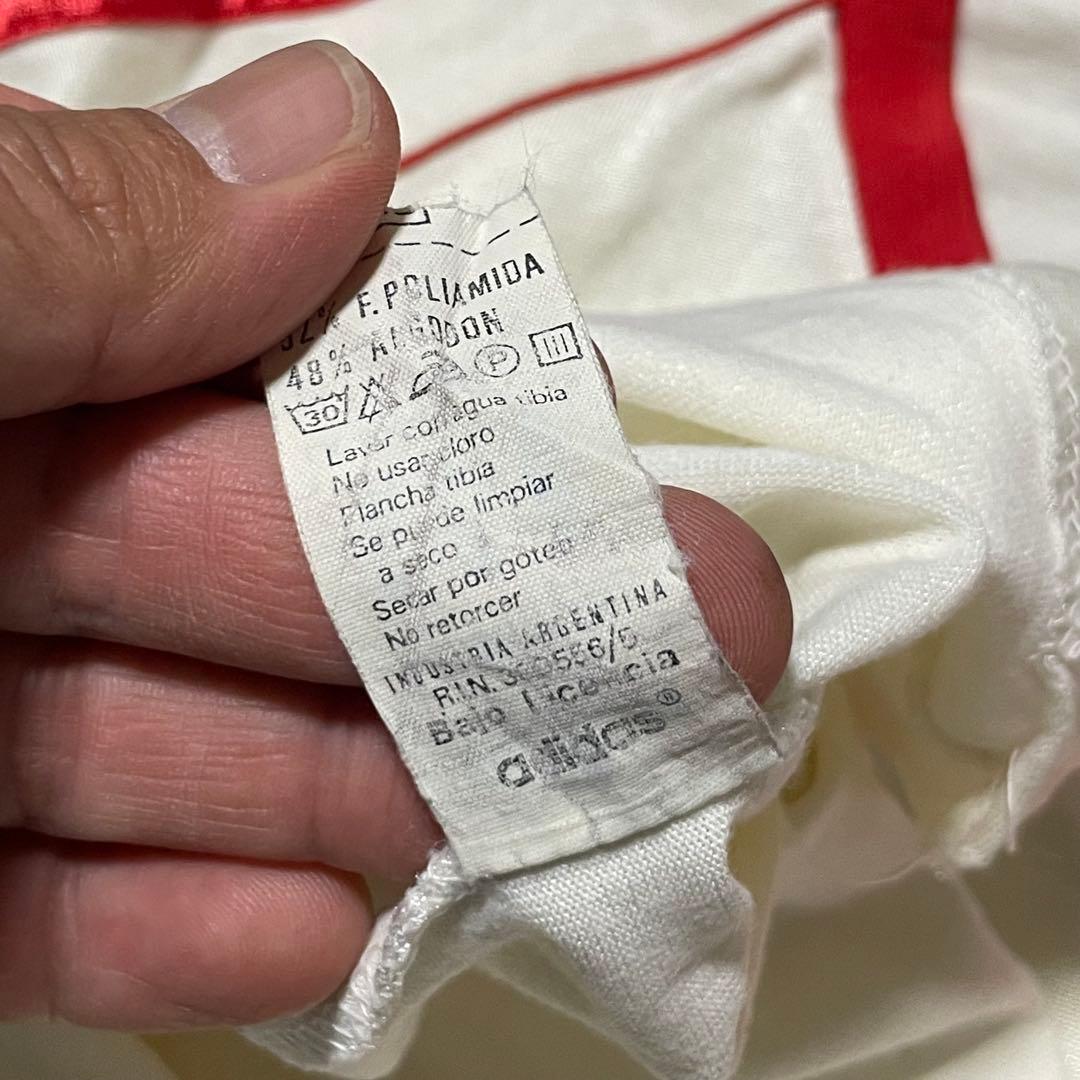 F.POLIAMIDA
48% ALGODON
30 P
Lavar con agua tibia
No usar cloro
Plancha tibia
Se puede limpiar
a seco
Secar por goteo
No retorcer
INDUSTRIA ARGENTINA
R.I.N.
Bajo Licencia
adidas®